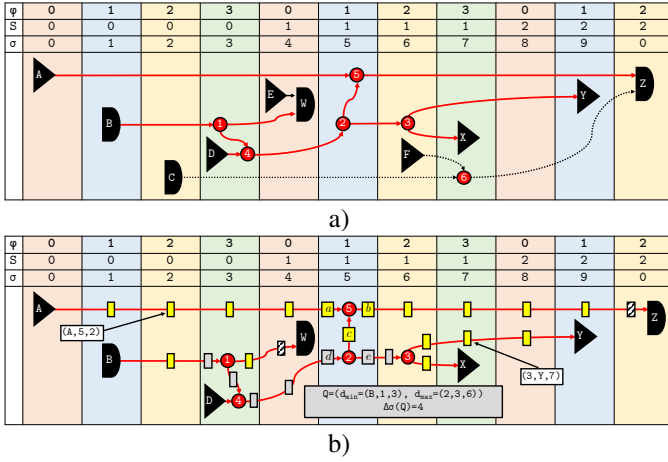 φ 0 1 2 3 0 1 2 3 0 1 2
S 0 0 0 0 1 1 1 1 2 2 2
σ 0 1 2 3 4 5 6 7 8 9 0
A 5 Z
E W Y
B 1 2 3 X
D 4 F
C 6
a)
φ 0 1 2 3 0 1 2 3 0 1 2
S 0 0 0 0 1 1 1 1 2 2 2
σ 0 1 2 3 4 5 6 7 8 9 0
A a 5 b Z
(A,5,2) c W Y
B 1 d 2 e 3 X
(3,Y,7)
D 4
Q=(dmin=(B,1,3), dmax=(2,3,6))
Δσ(Q)=4
b)